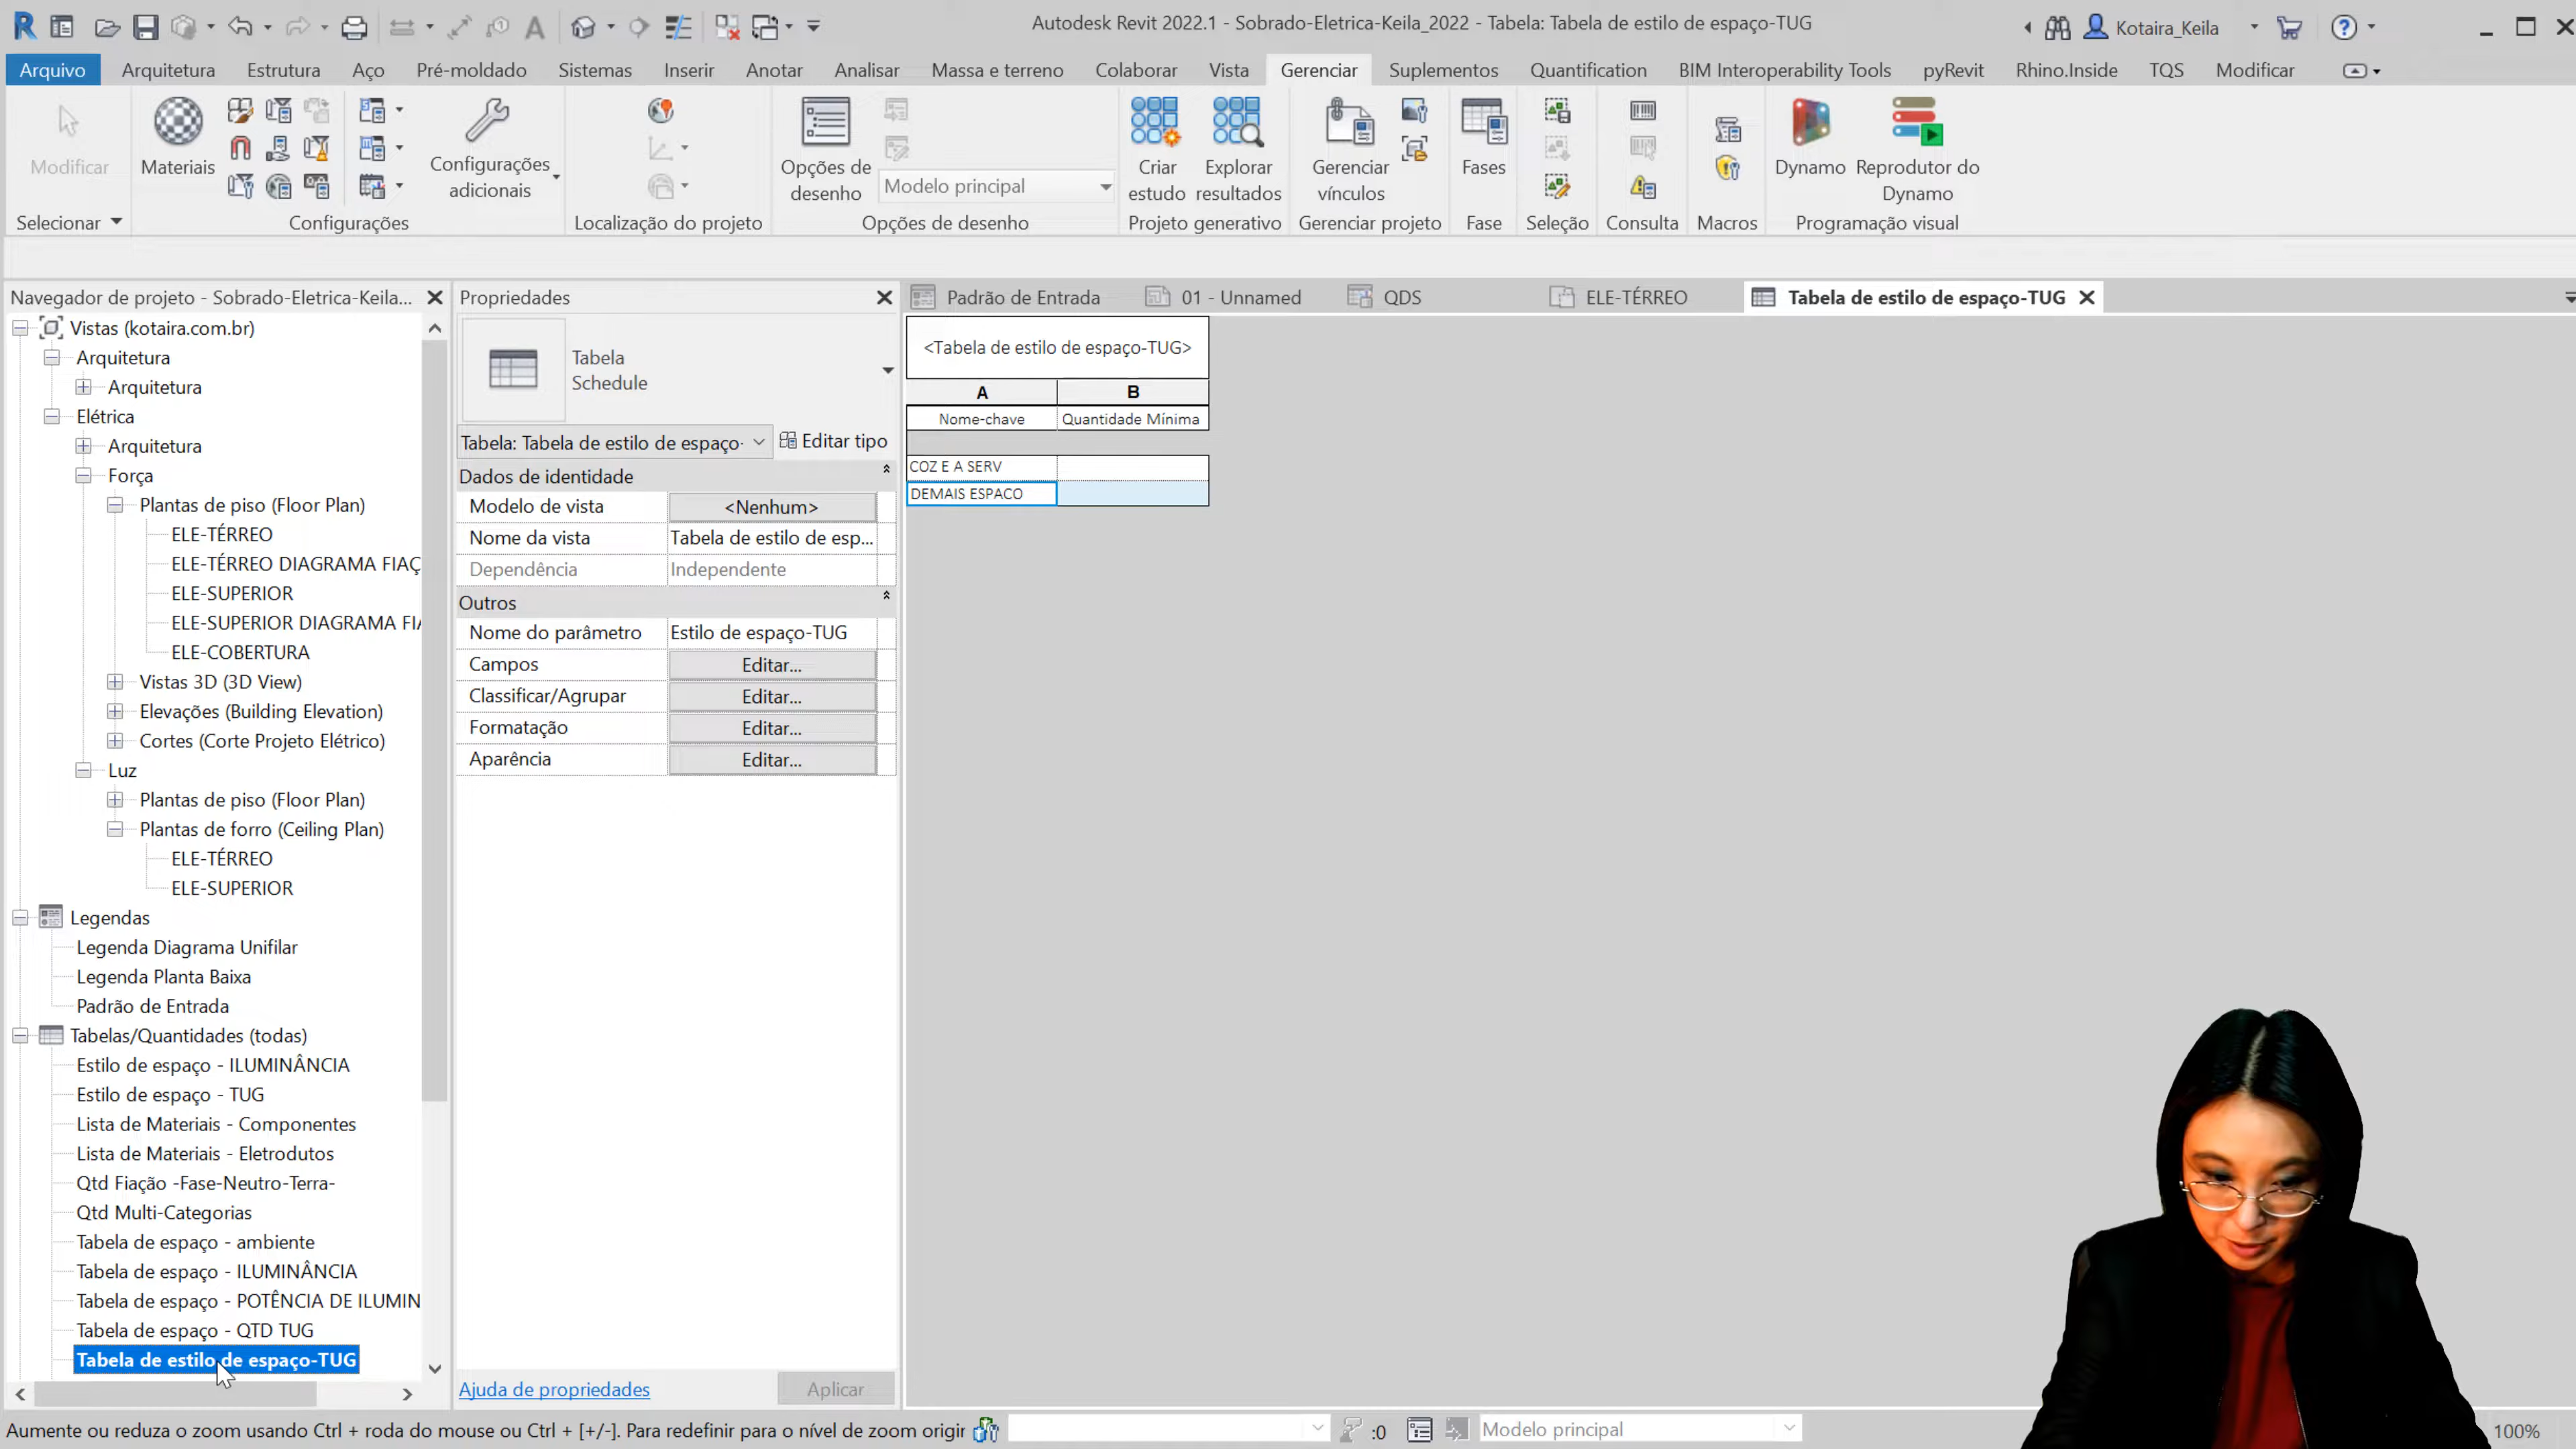 Autodesk Revit 2022.1 - Sobrado-Eletrica-Keila_2022 - Tabela: Tabela de estilo de espaço-TUG
Kotaira_Keila
Arquivo Arquitetura Estrutura Aço Pré-moldado Sistemas Inserir Anotar Analisar Massa e terreno Colaborar Vista Gerenciar Suplementos Quantification BIM Interoperability Tools pyRevit Rhino.Inside TQS Modificar
Modificar
Materiais
Configurações
adicionais
Opções de
desenho
Modelo principal
Criar
estudo
Explorar
resultados
Gerenciar
vínculos
Fases
Dynamo
Reprodutor do
Dynamo
Selecionar Configurações Localização do projeto Opções de desenho Projeto generativo Gerenciar projeto Fase Seleção Consulta Macros Programação visual
Navegador de projeto - Sobrado-Eletrica-Keila...
Vistas (kotaira.com.br)
Arquitetura
Arquitetura
Elétrica
Arquitetura
Força
Plantas de piso (Floor Plan)
ELE-TÉRREO
ELE-TÉRREO DIAGRAMA FIAÇ
ELE-SUPERIOR
ELE-SUPERIOR DIAGRAMA FIA
ELE-COBERTURA
Vistas 3D (3D View)
Elevações (Building Elevation)
Cortes (Corte Projeto Elétrico)
Luz
Plantas de piso (Floor Plan)
Plantas de forro (Ceiling Plan)
ELE-TÉRREO
ELE-SUPERIOR
Legendas
Legenda Diagrama Unifilar
Legenda Planta Baixa
Padrão de Entrada
Tabelas/Quantidades (todas)
Estilo de espaço - ILUMINÂNCIA
Estilo de espaço - TUG
Lista de Materiais - Componentes
Lista de Materiais - Eletrodutos
Qtd Fiação -Fase-Neutro-Terra-
Qtd Multi-Categorias
Tabela de espaço - ambiente
Tabela de espaço - ILUMINÂNCIA
Tabela de espaço - POTÊNCIA DE ILUMIN
Tabela de espaço - QTD TUG
Tabela de estilo de espaço-TUG
Propriedades
Tabela
Schedule
Tabela: Tabela de estilo de espaço- Editar tipo
Dados de identidade
Modelo de vista <Nenhum>
Nome da vista Tabela de estilo de esp...
Dependência Independente
Outros
Nome do parâmetro Estilo de espaço-TUG
Campos Editar...
Classificar/Agrupar Editar...
Formatação Editar...
Aparência Editar...
Ajuda de propriedades Aplicar
Padrão de Entrada 01 - Unnamed QDS ELE-TÉRREO Tabela de estilo de espaço-TUG
<Tabela de estilo de espaço-TUG>
A B
Nome-chave Quantidade Mínima
COZ E A SERV
DEMAIS ESPACO
Aumente ou reduza o zoom usando Ctrl + roda do mouse ou Ctrl + [+/-]. Para redefinir para o nível de zoom origir :0 Modelo principal 100%